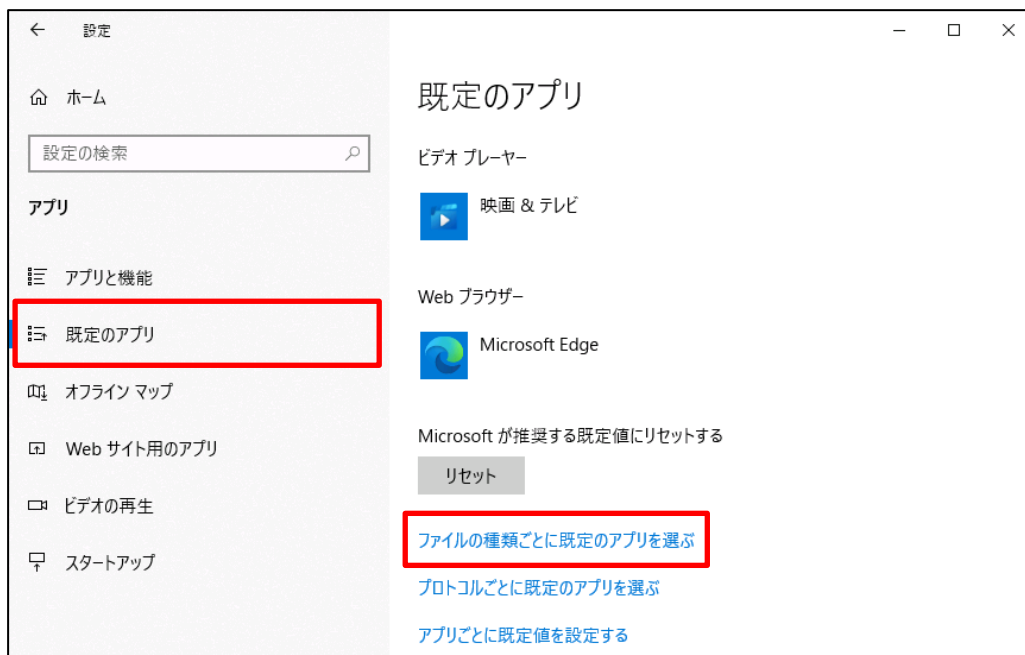 設定
ホーム
設定の検索
アプリ
アプリと機能
既定のアプリ
オフライン マップ
Web サイト用のアプリ
ビデオの再生
スタートアップ
既定のアプリ
ビデオ プレーヤー
映画 & テレビ
Web ブラウザー
Microsoft Edge
Microsoft が推奨する既定値にリセットする
リセット
ファイルの種類ごとに既定のアプリを選ぶ
プロトコルごとに既定のアプリを選ぶ
アプリごとに既定値を設定する